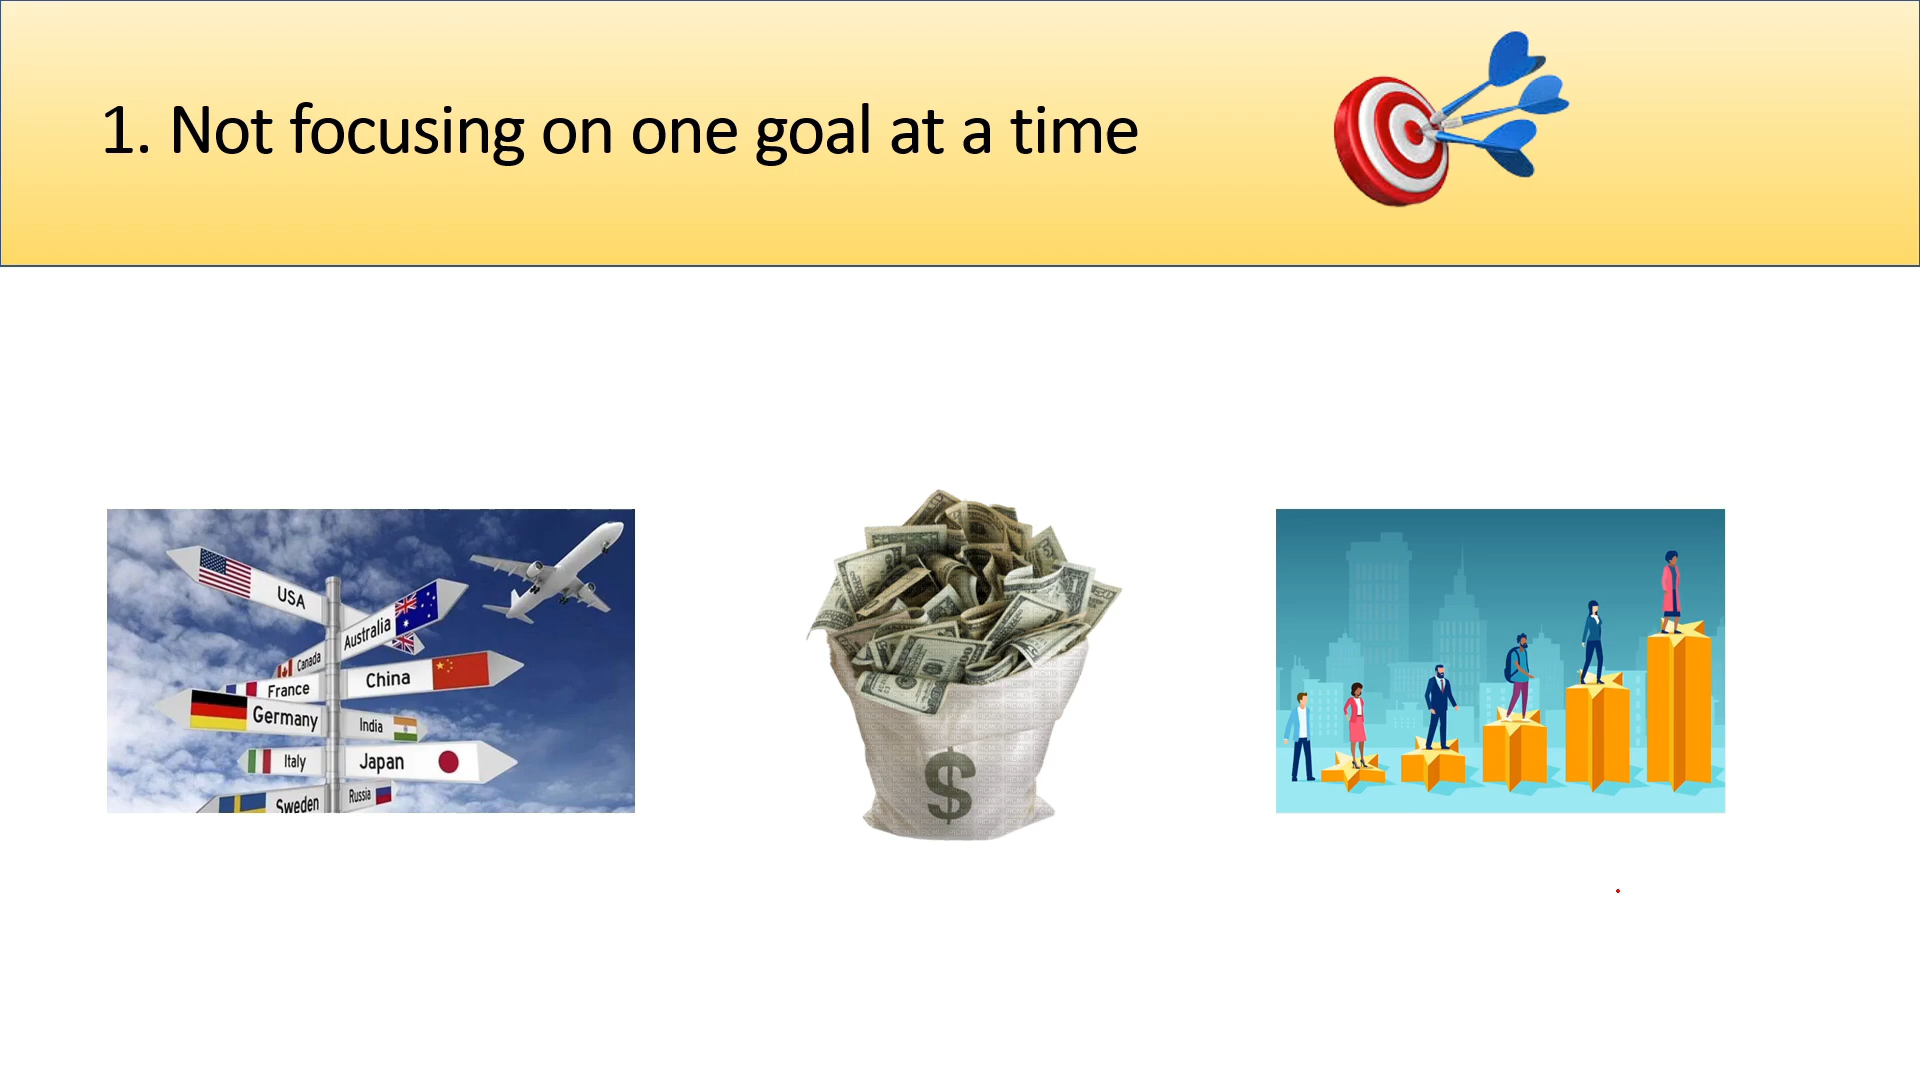 1. Not focusing on one goal at a time
USA
Australia
Canada
China
France
Germany
India
Italy
Japan
Sweden
Russia
$